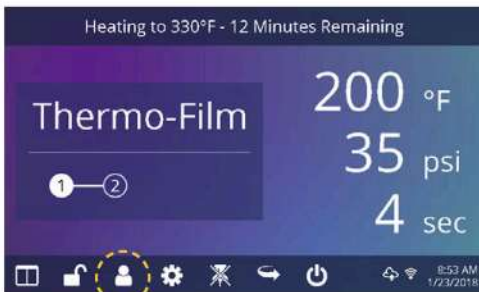 Heating to 330°F - 12 Minutes Remaining
Thermo-Film
1 2
200 °F
35 psi
4 sec
8:53 AM
1/23/2018